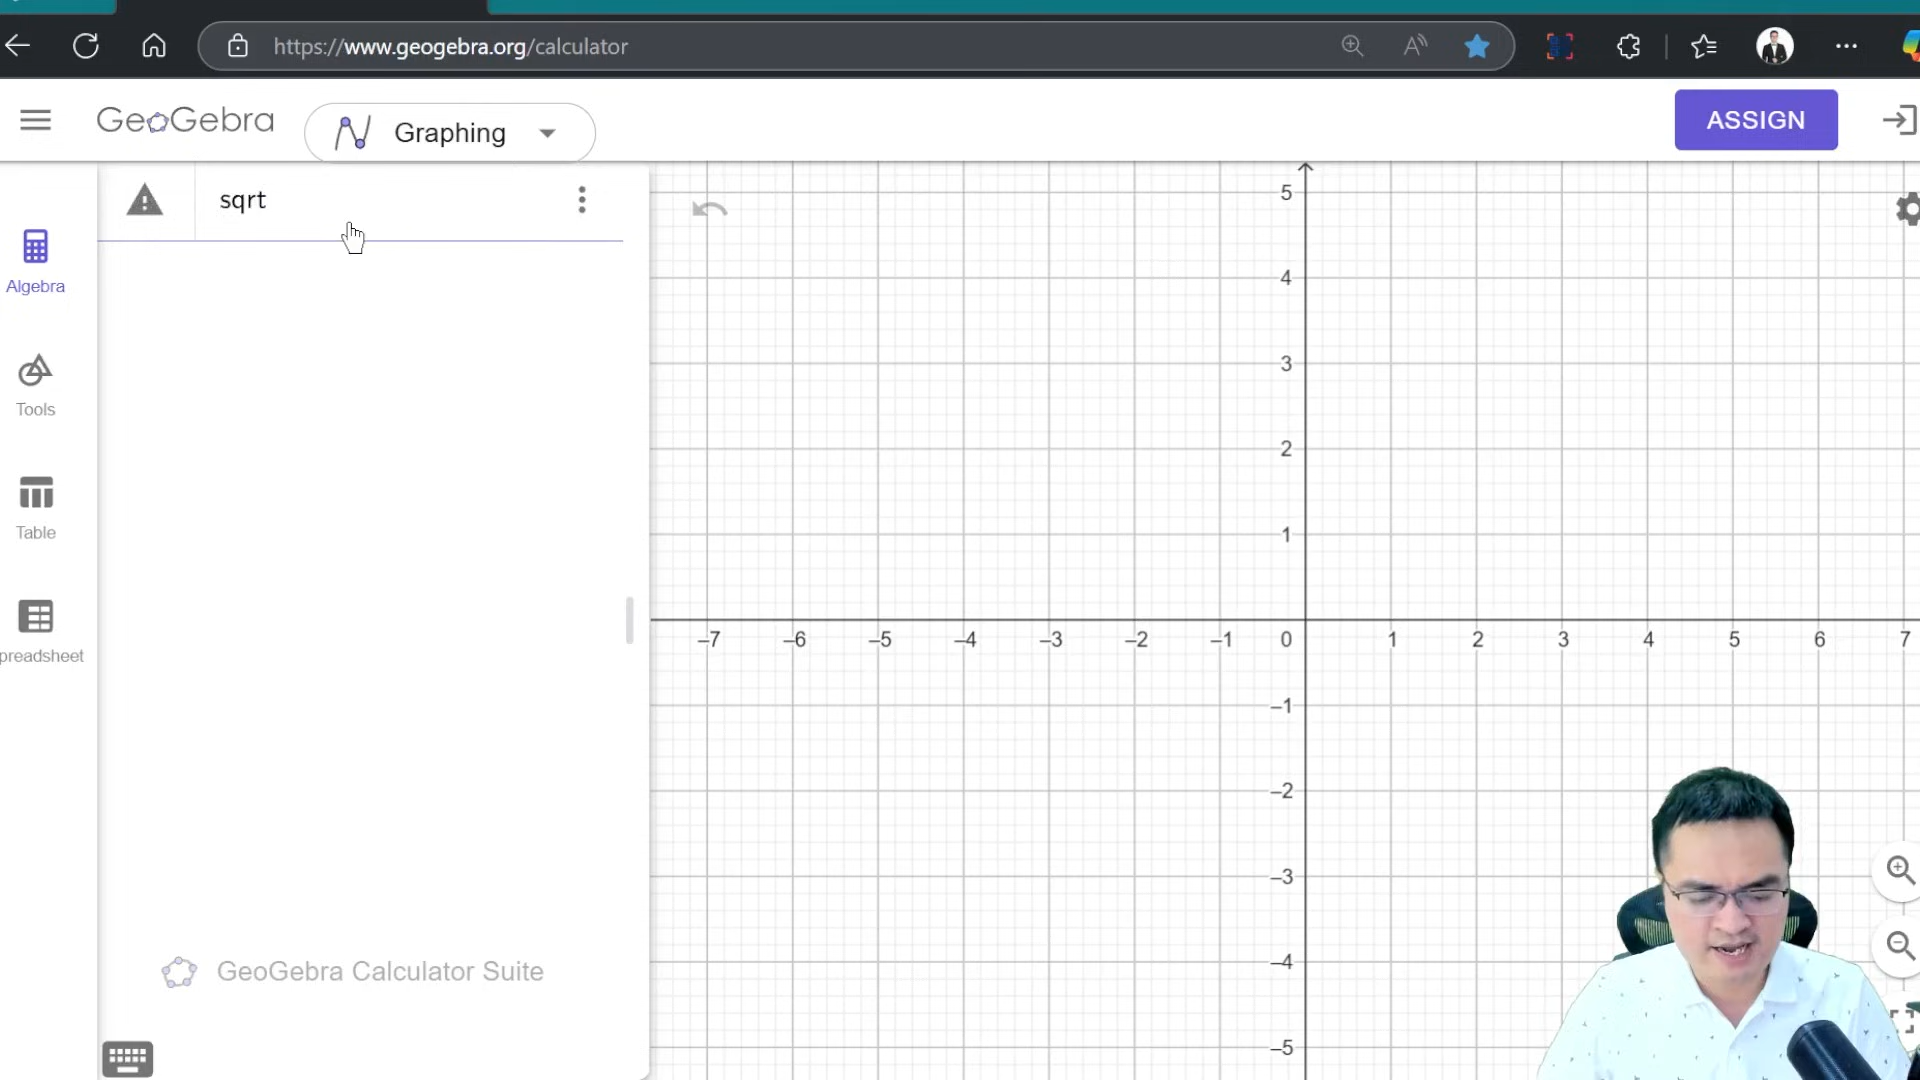 https://www.geogebra.org/calculator
GeoGebra
Graphing
ASSIGN
sqrt
Algebra
Tools
Table
preadsheet
GeoGebra Calculator Suite
5
4
3
2
1
–7 –6 –5 –4 –3 –2 –1 0 1 2 3 4 5 6 7
–1
–2
–3
–4
–5